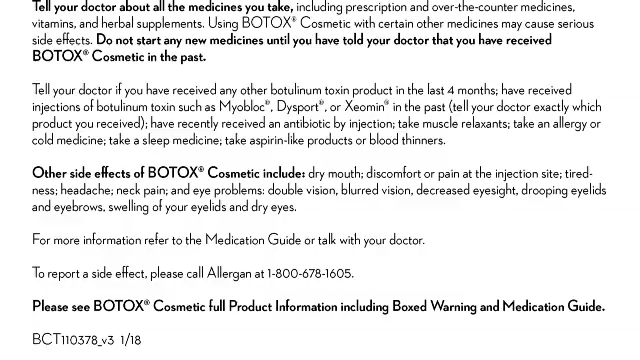 Tell your doctor about all the medicines you take, including prescription and over-the-counter medicines,
vitamins, and herbal supplements. Using BOTOX® Cosmetic with certain other medicines may cause serious
side effects. Do not start any new medicines until you have told your doctor that you have received
BOTOX® Cosmetic in the past.
Tell your doctor if you have received any other botulinum toxin product in the last 4 months; have received
injections of botulinum toxin such as Myobloc®, Dysport®, or Xeomin® in the past (tell your doctor exactly which
product you received); have recently received an antibiotic by injection; take muscle relaxants; take an allergy or
cold medicine; take a sleep medicine; take aspirin-like products or blood thinners.
Other side effects of BOTOX® Cosmetic include: dry mouth; discomfort or pain at the injection site; tired-
ness; headache; neck pain; and eye problems: double vision, blurred vision, decreased eyesight, drooping eyelids
and eyebrows, swelling of your eyelids and dry eyes.
For more information refer to the Medication Guide or talk with your doctor.
To report a side effect, please call Allergan at 1-800-678-1605.
Please see BOTOX® Cosmetic full Product Information including Boxed Warning and Medication Guide.
BCT110378_v3 1/18